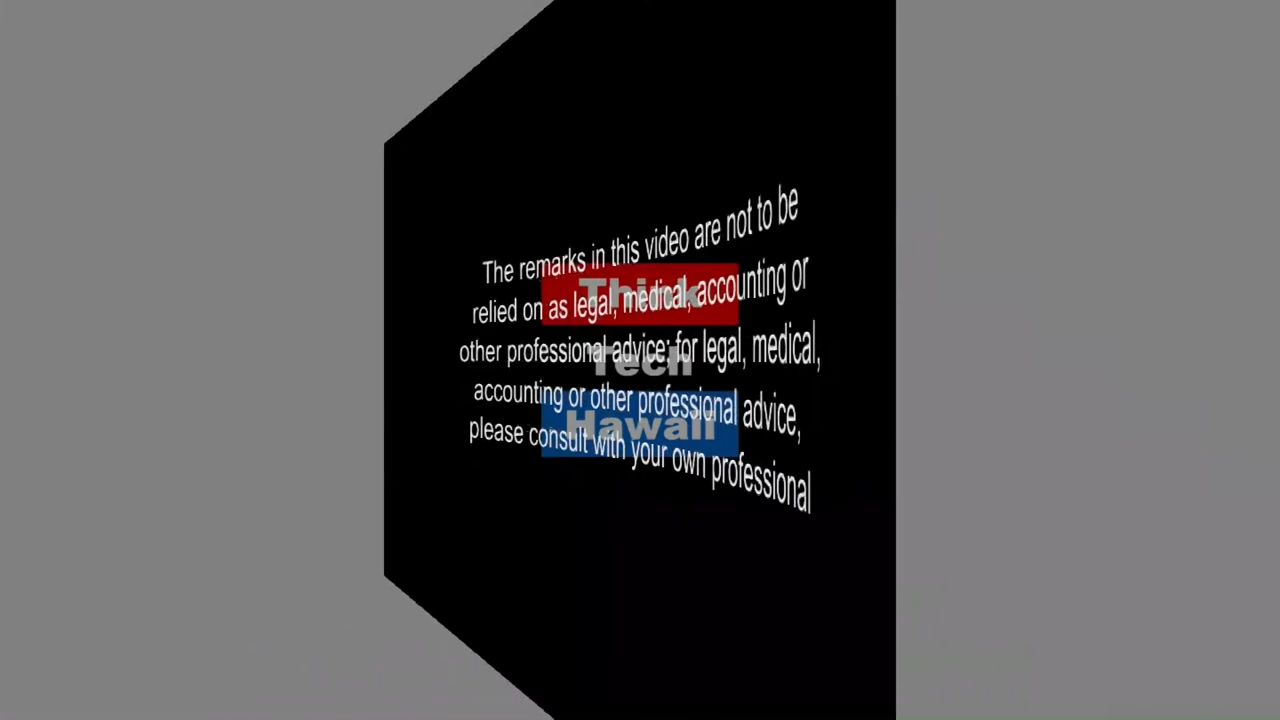 The remarks in this video are not to be
relied on as legal, medical, accounting or
other professional advice; for legal, medical,
accounting or other professional advice,
please consult with your own professional
Think
Tech
Hawaii